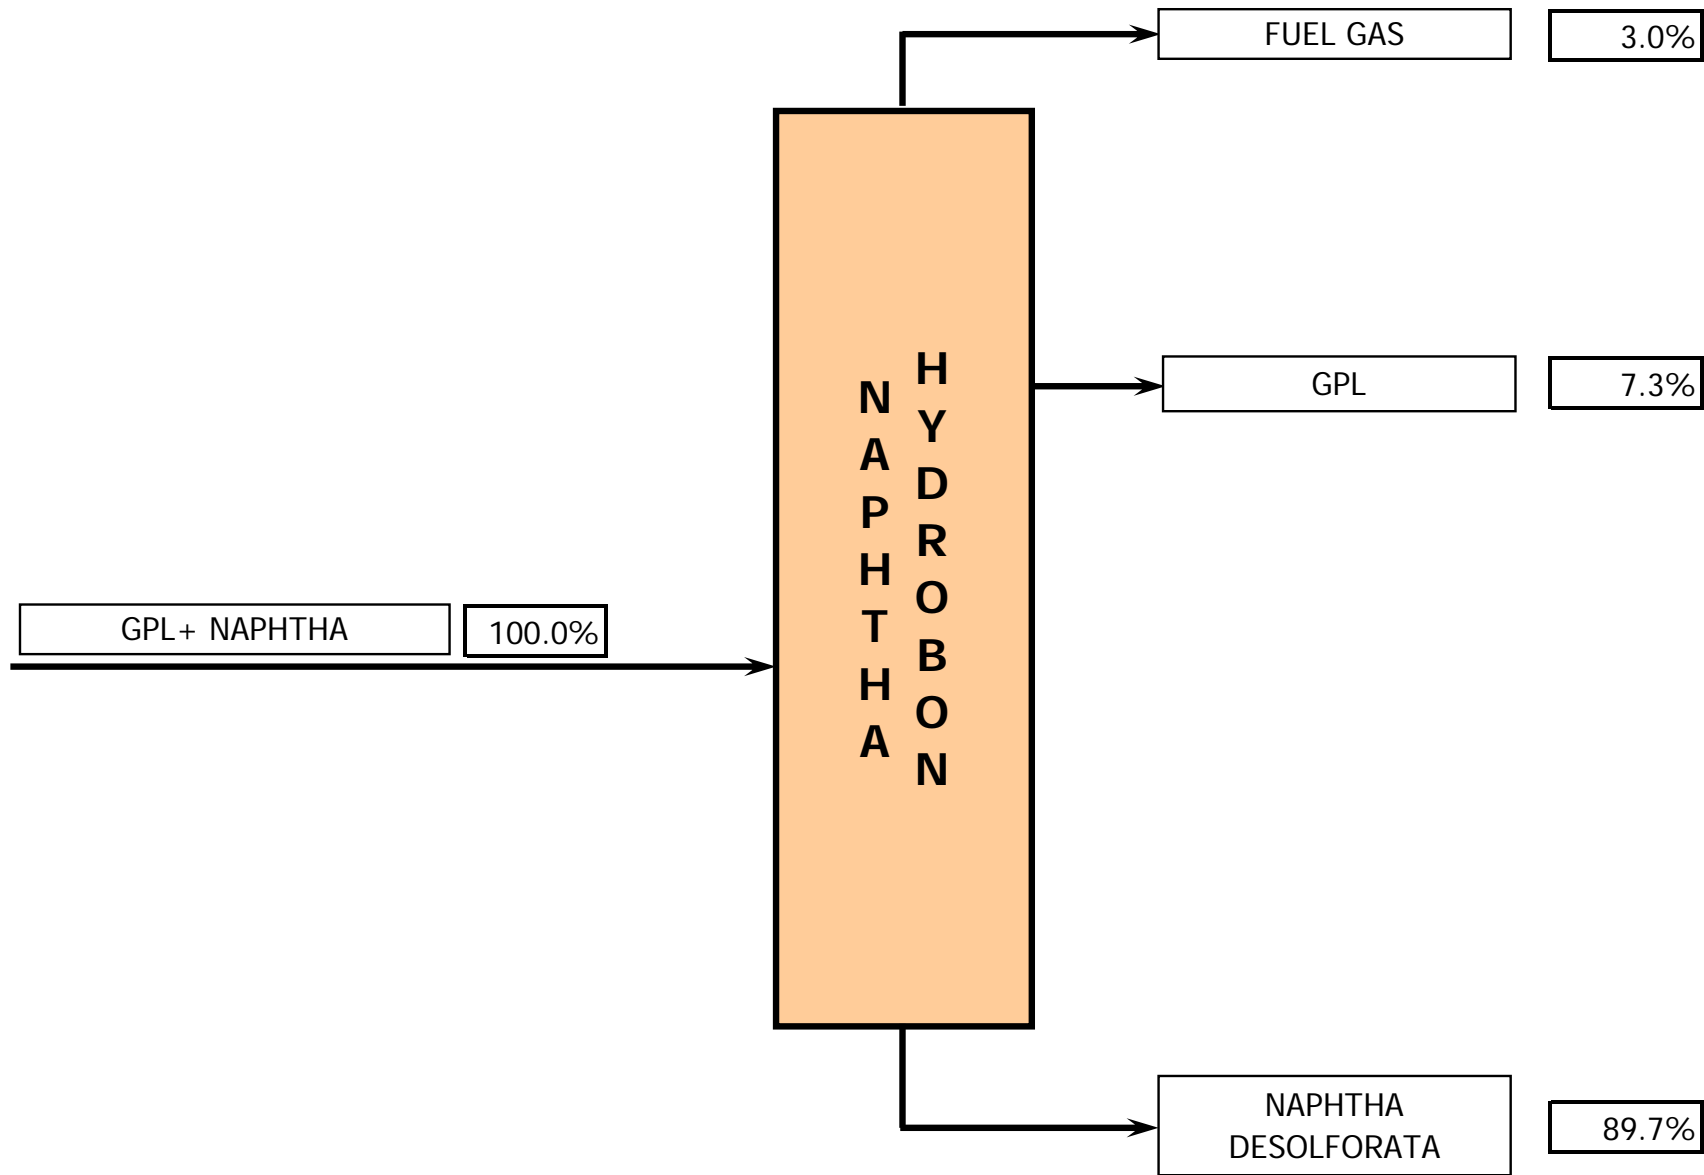 FUEL GAS
3.0%
GPL
7.3%
NAPHTHA
HYDROBON
GPL+ NAPHTHA
100.0%
NAPHTHA
DESOLFORATA
89.7%